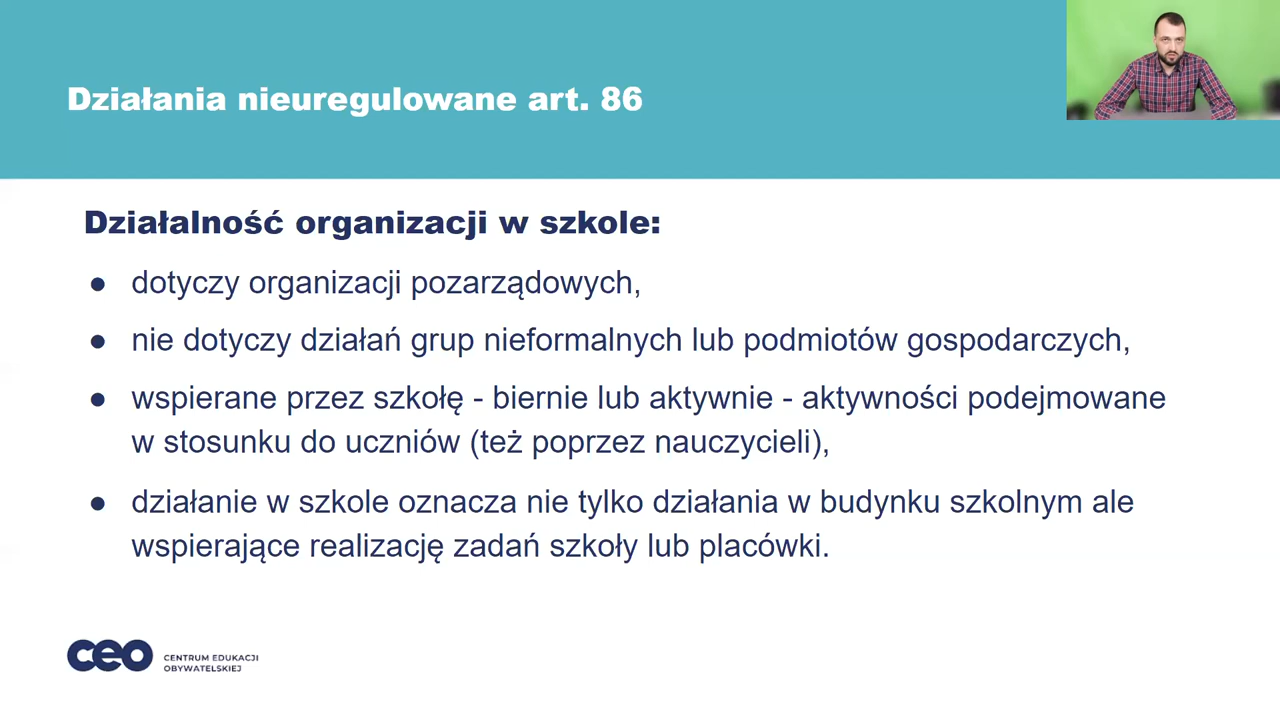 Działania nieuregulowane art. 86
Działalność organizacji w szkole:
● dotyczy organizacji pozarządowych,
● nie dotyczy działań grup nieformalnych lub podmiotów gospodarczych,
● wspierane przez szkołę - biernie lub aktywnie - aktywności podejmowane
w stosunku do uczniów (też poprzez nauczycieli),
● działanie w szkole oznacza nie tylko działania w budynku szkolnym ale
wspierające realizację zadań szkoły lub placówki.
ceo
CENTRUM EDUKACJI
OBYWATELSKIEJ